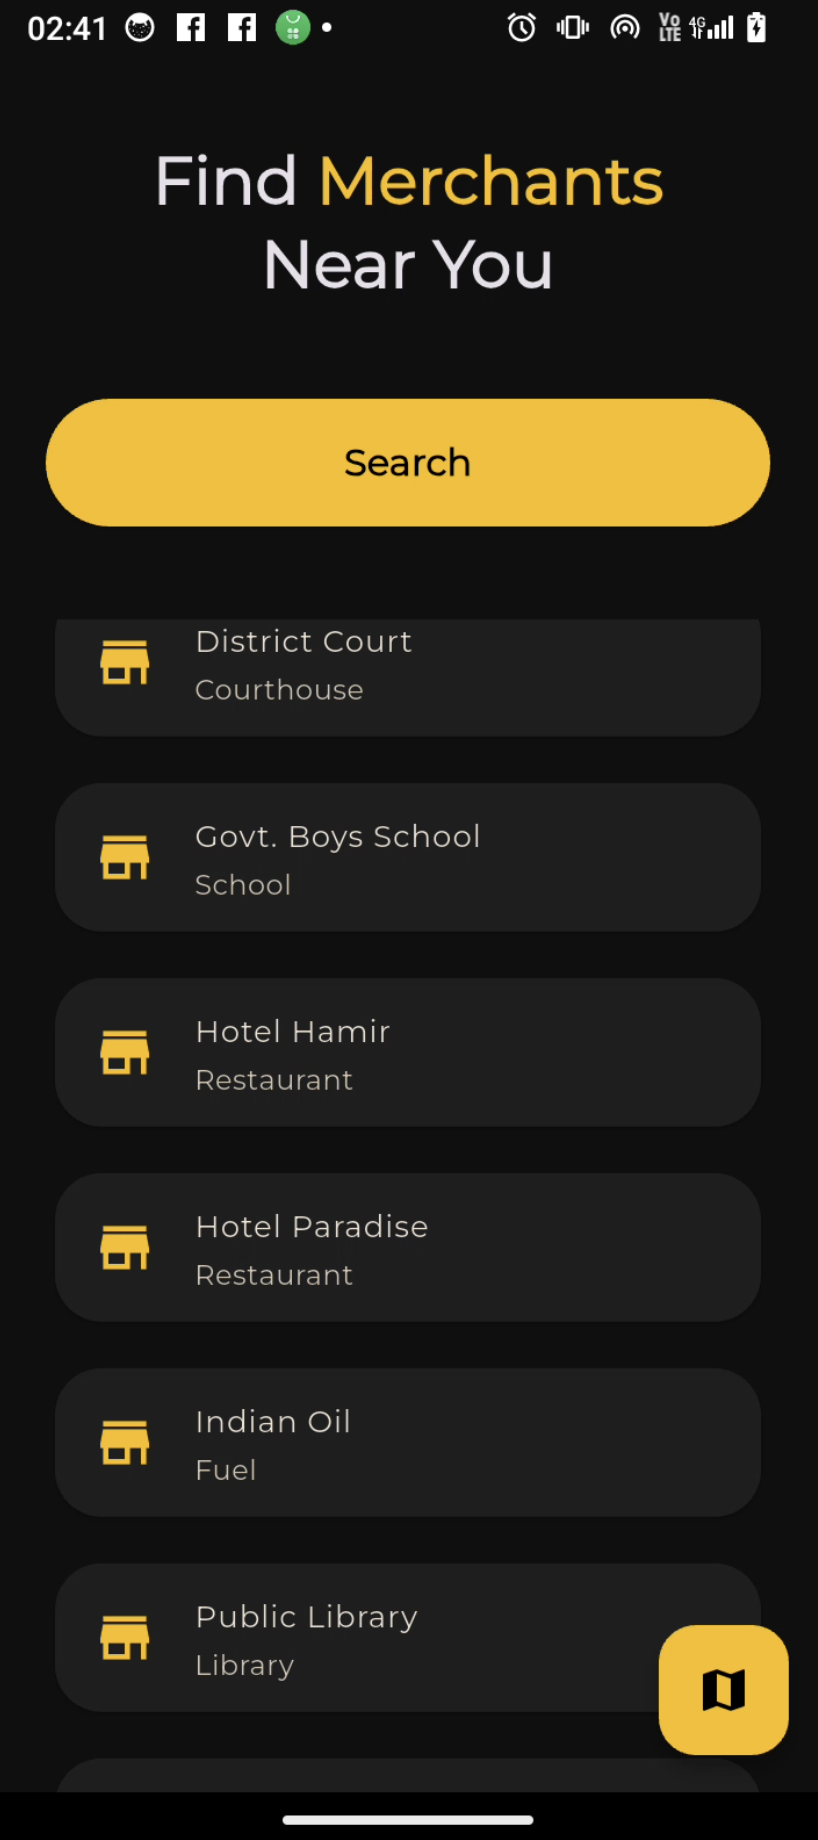 02:41
Vo
LTE
4G
Find Merchants
Near You
Search
District Court
Courthouse
Govt. Boys School
School
Hotel Hamir
Restaurant
Hotel Paradise
Restaurant
Indian Oil
Fuel
Public Library
Library